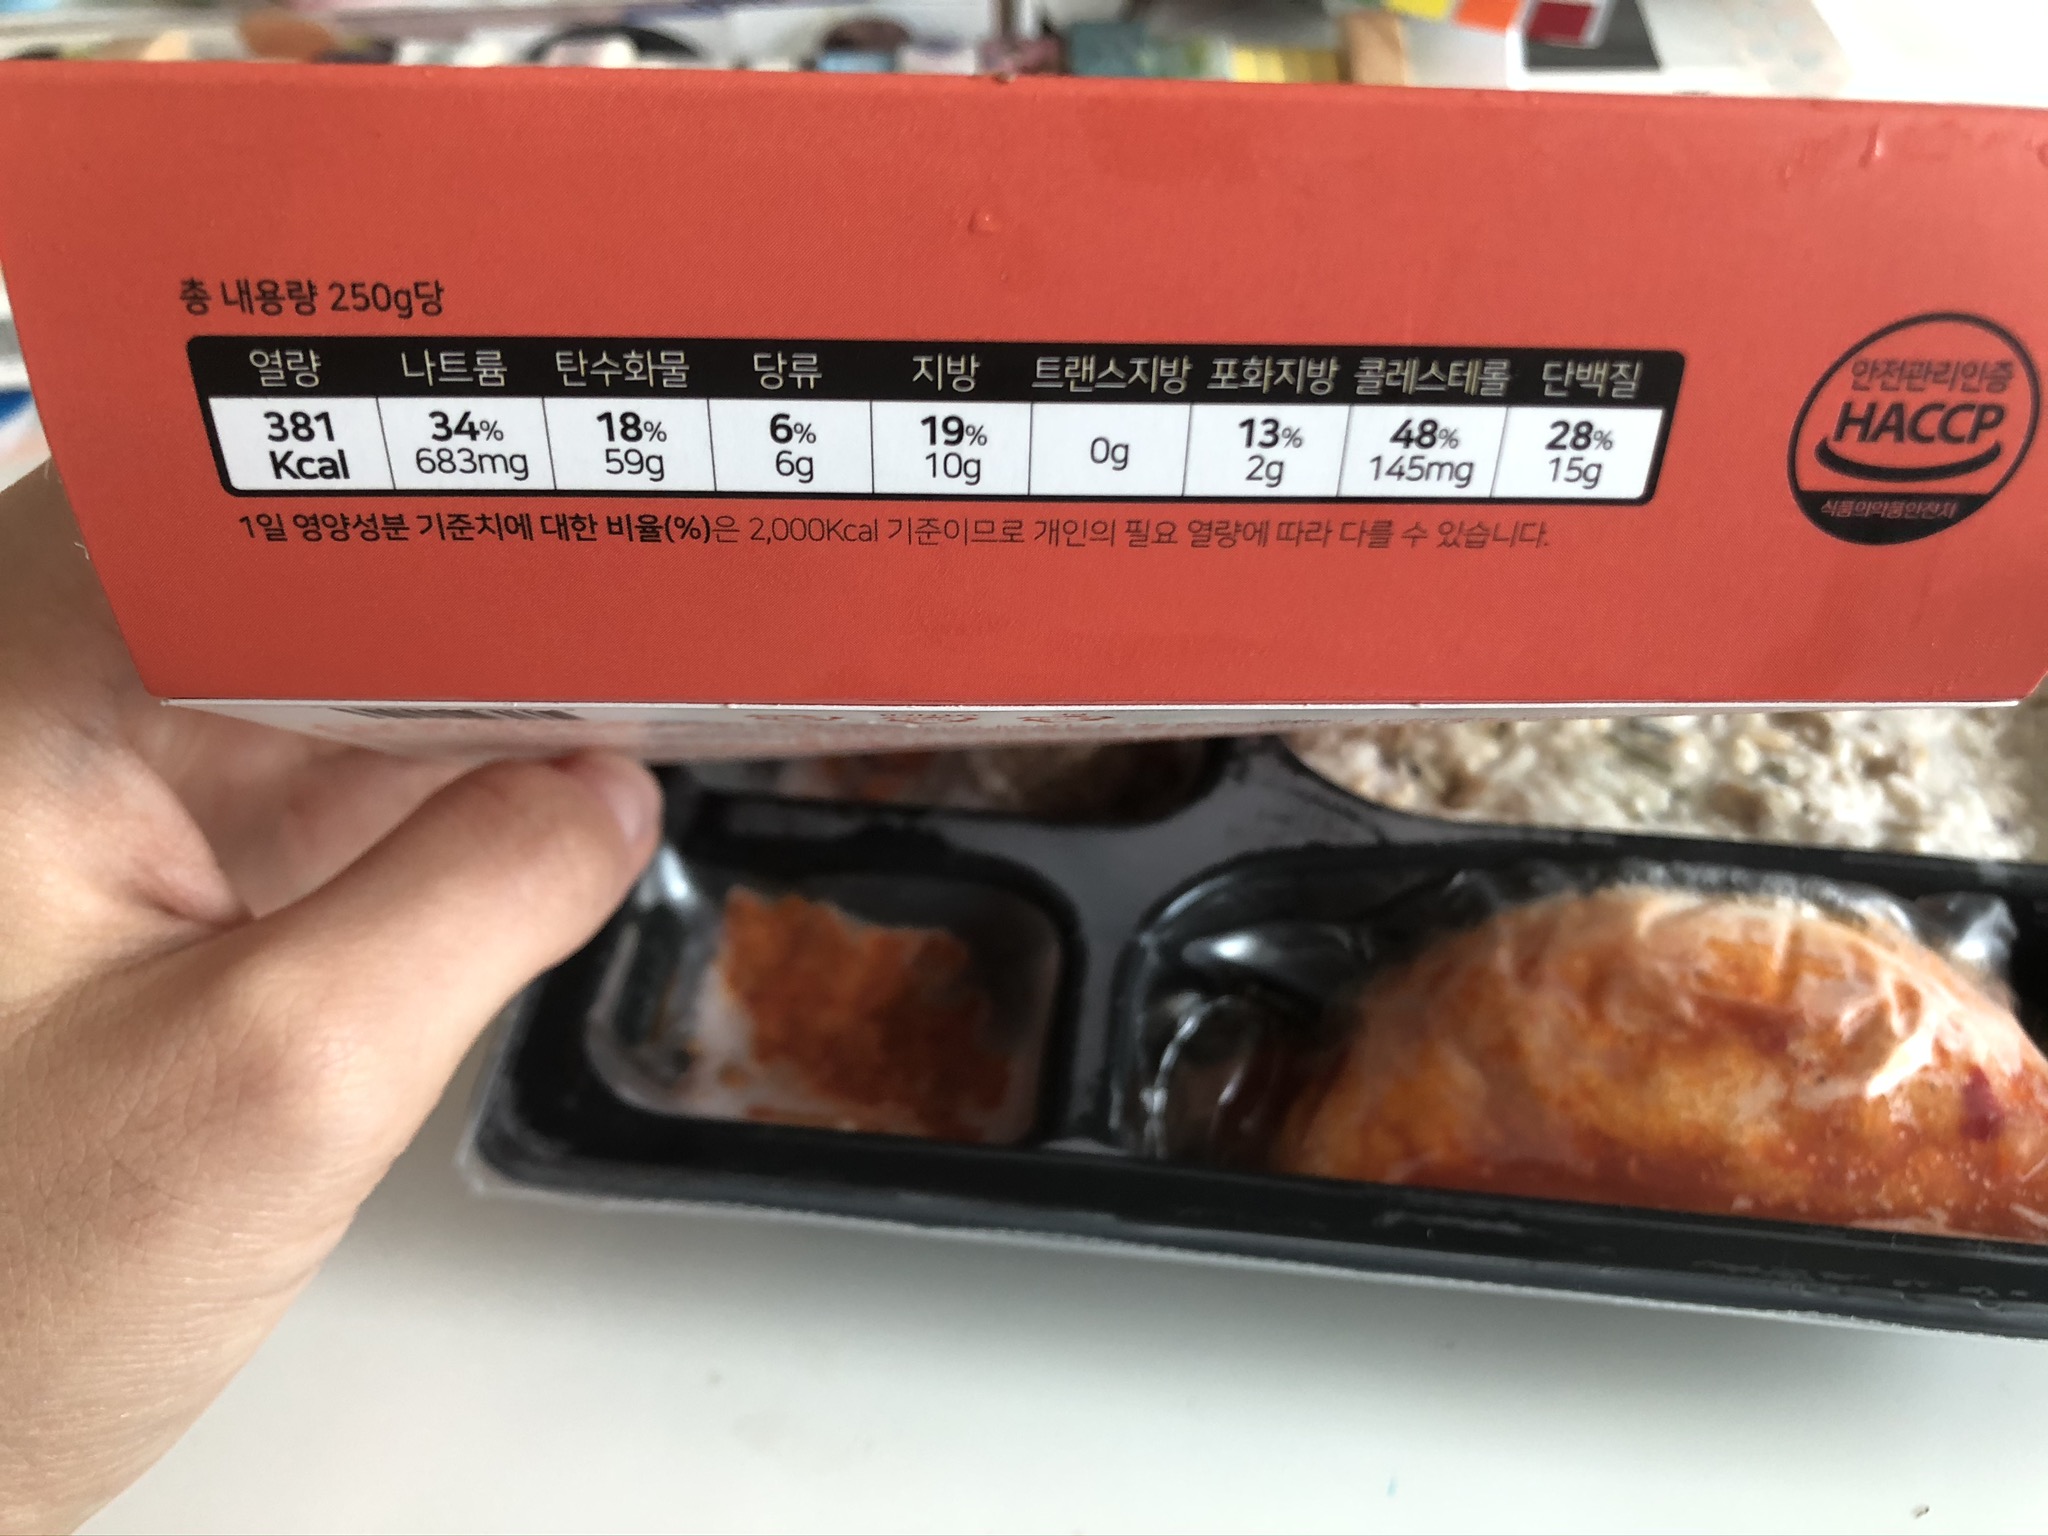 총 내용량 250g당
열량 나트륨 탄수화물 당류 지방 트랜스지방 포화지방 콜레스테롤 단백질
381 Kcal 34% 683mg 18% 59g 6% 6g 19% 10g 0g 13% 2g 48% 145mg 28% 15g
1일 영양성분 기준치에 대한 비율(%)은 2,000Kcal 기준이므로 개인의 필요 열량에 따라 다를 수 있습니다.
안전관리인증
HACCP
식품의약품안전처